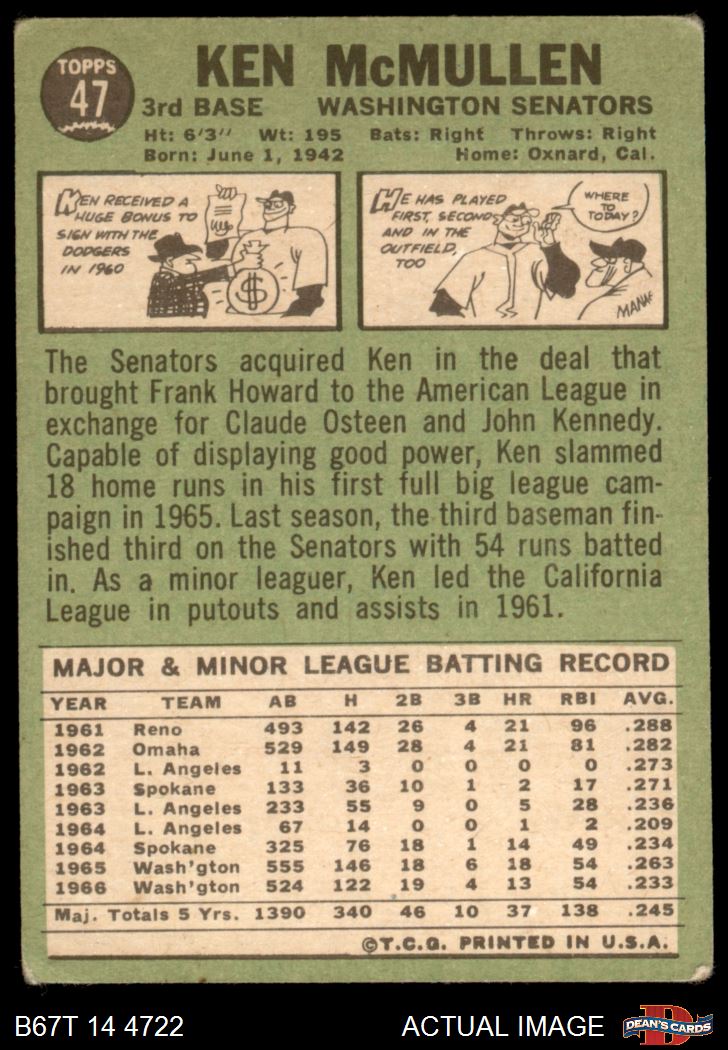 TOPPS
47
KEN McMULLEN
3rd BASE WASHINGTON SENATORS
Ht: 6'3" Wt: 195 Bats: Right Throws: Right
Born: June 1, 1942 Home: Oxnard, Cal.
KEN RECEIVED A
HUGE BONUS TO
SIGN WITH THE
DODGERS
IN 1960
$
HE HAS PLAYED
FIRST, SECOND
AND IN THE
OUTFIELD,
TOO
WHERE
TO
TODAY?
The Senators acquired Ken in the deal that
brought Frank Howard to the American League in
exchange for Claude Osteen and John Kennedy.
Capable of displaying good power, Ken slammed
18 home runs in his first full big league cam-
paign in 1965. Last season, the third baseman fin-
ished third on the Senators with 54 runs batted
in. As a minor leaguer, Ken led the California
League in putouts and assists in 1961.
MAJOR & MINOR LEAGUE BATTING RECORD
YEAR TEAM AB H 2B 3B HR RBI AVG.
1961 Reno 493 142 26 4 21 96 .288
1962 Omaha 529 149 28 4 21 81 .282
1962 L. Angeles 11 3 0 0 0 0 .273
1963 Spokane 133 36 10 1 2 17 .271
1963 L. Angeles 233 55 9 0 5 28 .236
1964 L. Angeles 67 14 0 0 1 2 .209
1964 Spokane 325 76 18 1 14 49 .234
1965 Wash'gton 555 146 18 6 18 54 .263
1966 Wash'gton 524 122 19 4 13 54 .233
Maj. Totals 5 Yrs. 1390 340 46 10 37 138 .245
©T.C.G. PRINTED IN U.S.A.
B67T 14 4722 ACTUAL IMAGE
D
DEAN'S CARDS